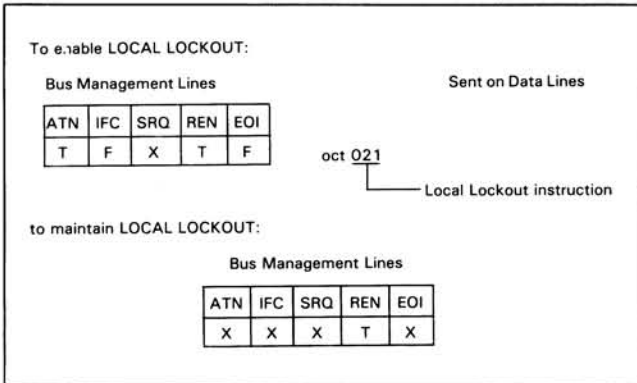 To enable LOCAL LOCKOUT:
Bus Management Lines
Sent on Data Lines
ATN IFC SRQ REN EOI
T F X T F
oct 021
Local Lockout instruction
to maintain LOCAL LOCKOUT:
Bus Management Lines
ATN IFC SRQ REN EOI
X X X T X